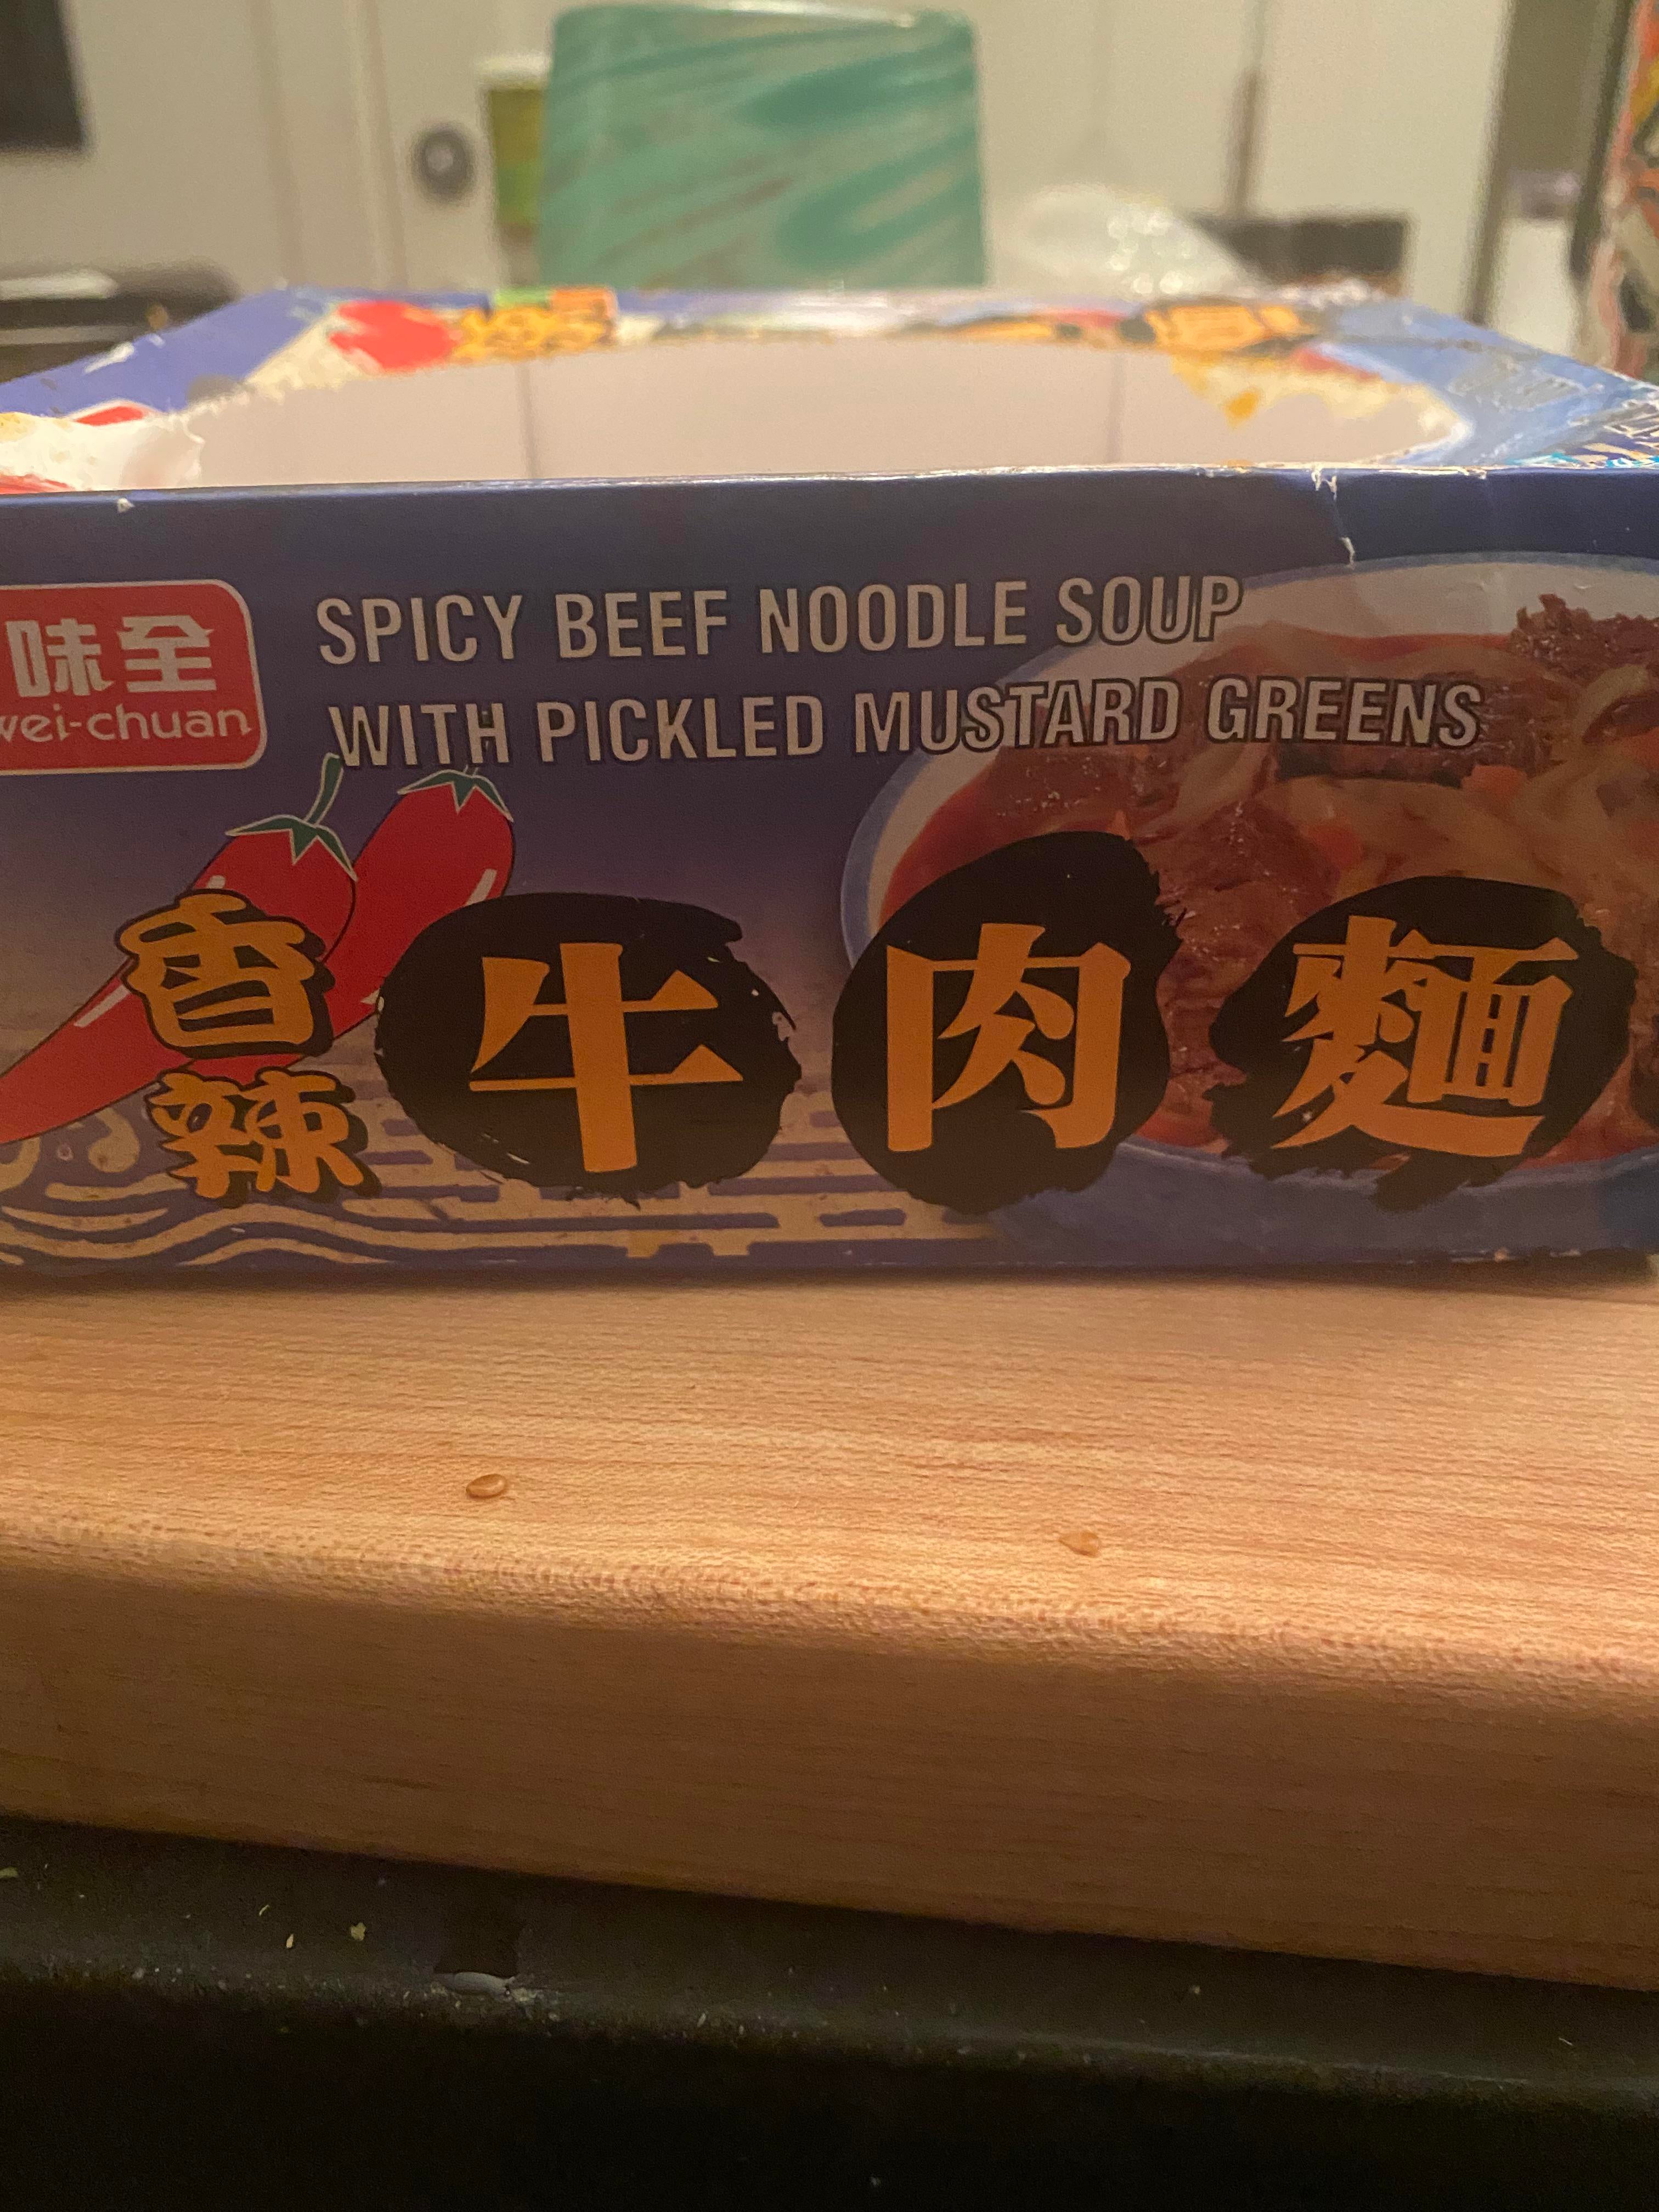 味全
wei-chuan
SPICY BEEF NOODLE SOUP
WITH PICKLED MUSTARD GREENS
香辣
牛肉麵